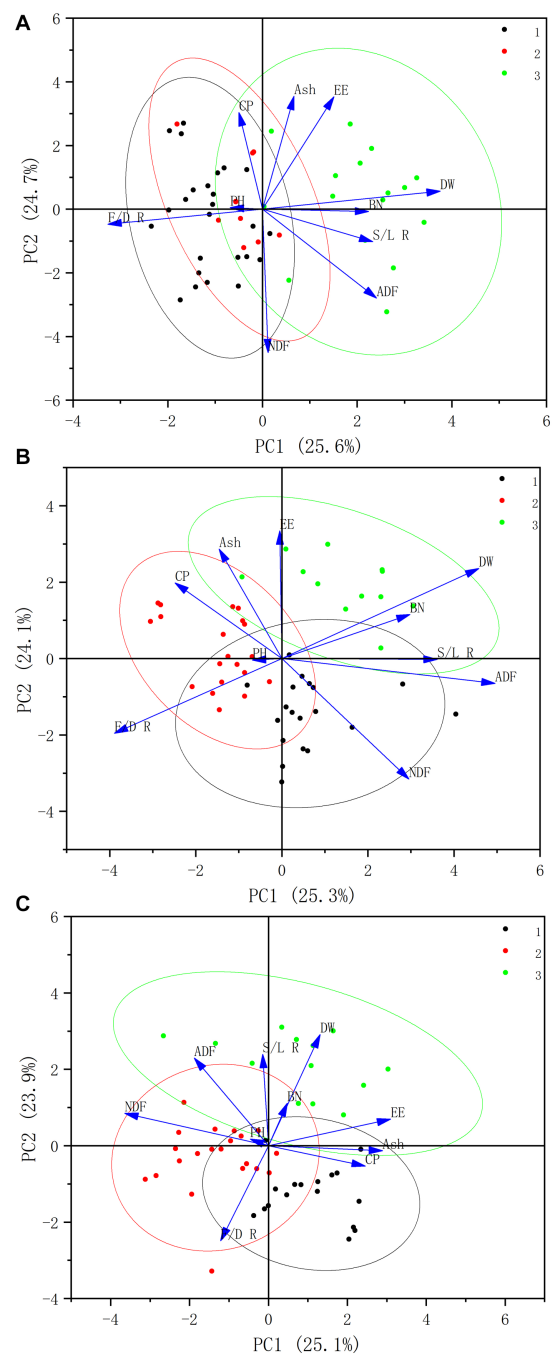 A
6
4
2
0
-2
-4
-6
-4
-2
0
2
4
6
PC2 (24.7%)
PC1 (25.6%)
1
2
3
CP
Ash
EE
DW
PH
BN
F/D R
S/L R
ADF
NDF
B
6
4
2
0
-2
-4
-4
-2
0
2
4
6
PC2 (24.1%)
PC1 (25.3%)
1
2
3
EE
Ash
CP
DW
BN
PH
S/L R
ADF
F/D R
NDF
C
6
4
2
0
-2
-4
-4
-2
0
2
4
6
PC2 (23.9%)
PC1 (25.1%)
1
2
3
DW
S/L R
ADF
BN
NDF
EE
PH
Ash
CP
F/D R